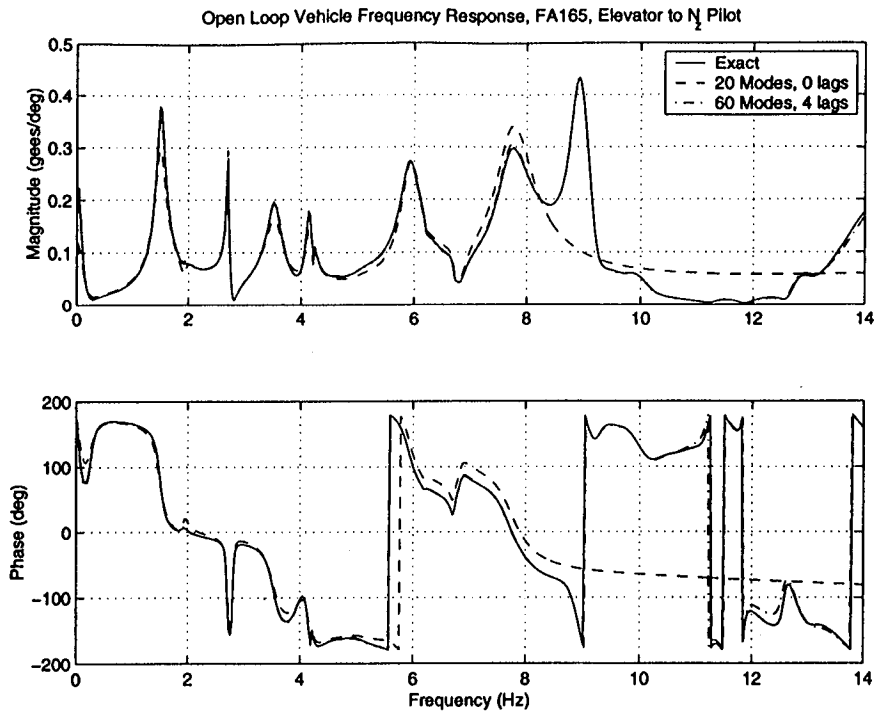 Open Loop Vehicle Frequency Response, FA165, Elevator to Nz Pilot
0.5
0.4
0.3
0.2
0.1
0
Magnitude (gees/deg)
Exact
20 Modes, 0 lags
60 Modes, 4 lags
0 2 4 6 8 10 12 14
200
100
0
−100
−200
Phase (deg)
0 2 4 6 8 10 12 14
Frequency (Hz)